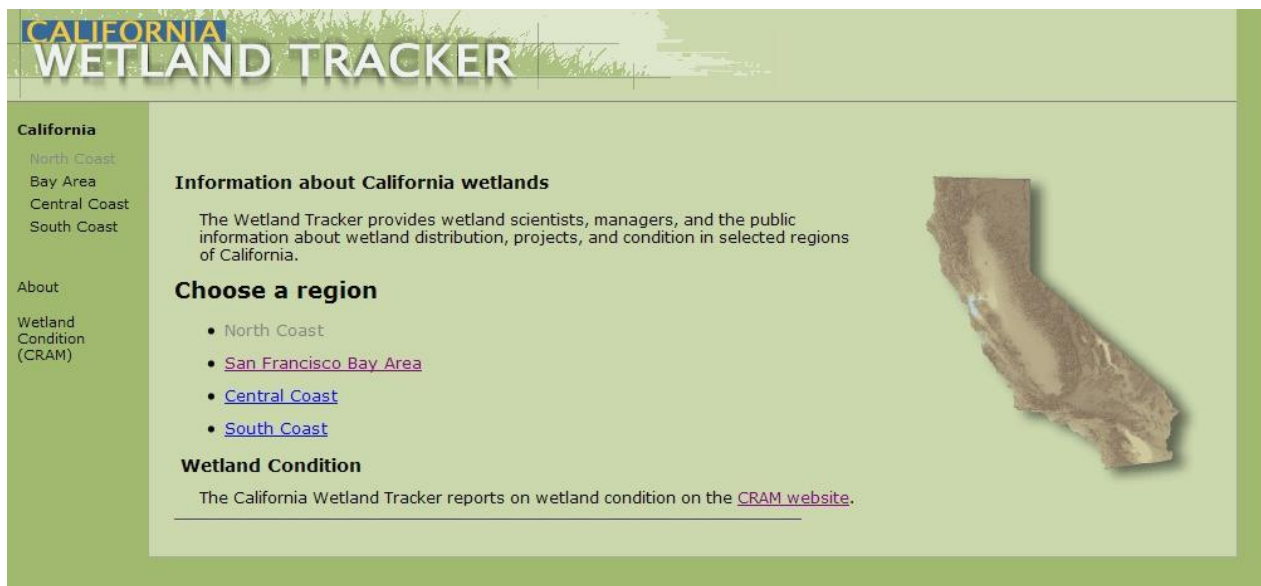 CALIFORNIA
WETLAND TRACKER
California
North Coast
Bay Area
Central Coast
South Coast
About
Wetland
Condition
(CRAM)
Information about California wetlands
The Wetland Tracker provides wetland scientists, managers, and the public
information about wetland distribution, projects, and condition in selected regions
of California.
Choose a region
• North Coast
• San Francisco Bay Area
• Central Coast
• South Coast
Wetland Condition
The California Wetland Tracker reports on wetland condition on the CRAM website.